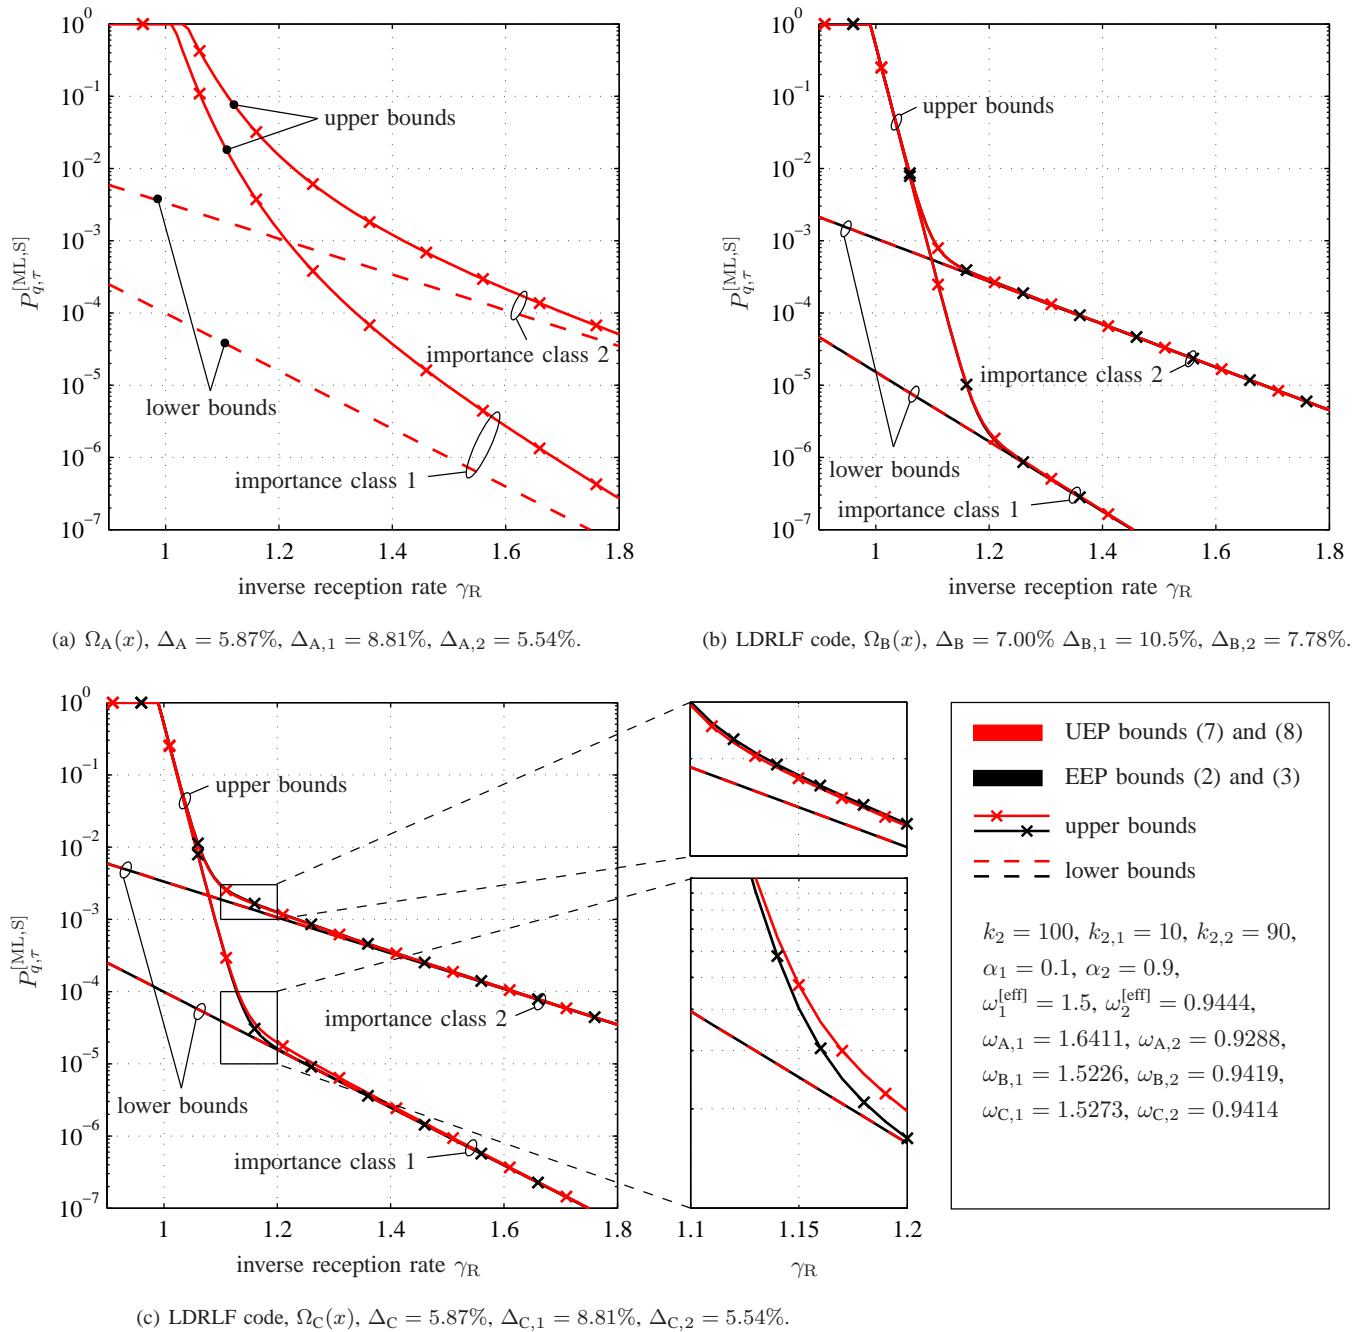 10^0
10^−1
10^−2
10^−3
10^−4
10^−5
10^−6
10^−7
P_{q,τ}^{[ML,S]}
upper bounds
lower bounds
importance class 2
importance class 1
1
1.2
1.4
1.6
1.8
inverse reception rate γ_R
(a) Ω_A(x), Δ_A = 5.87%, Δ_{A,1} = 8.81%, Δ_{A,2} = 5.54%.
10^0
10^−1
10^−2
10^−3
10^−4
10^−5
10^−6
10^−7
P_{q,τ}^{[ML,S]}
upper bounds
importance class 2
lower bounds
importance class 1
1
1.2
1.4
1.6
1.8
inverse reception rate γ_R
(b) LDRLF code, Ω_B(x), Δ_B = 7.00% Δ_{B,1} = 10.5%, Δ_{B,2} = 7.78%.
10^0
10^−1
10^−2
10^−3
10^−4
10^−5
10^−6
10^−7
P_{q,τ}^{[ML,S]}
upper bounds
importance class 2
lower bounds
importance class 1
1
1.2
1.4
1.6
1.8
inverse reception rate γ_R
1.1
1.15
1.2
γ_R
UEP bounds (7) and (8)
EEP bounds (2) and (3)
upper bounds
lower bounds
k_2 = 100, k_{2,1} = 10, k_{2,2} = 90,
α_1 = 0.1, α_2 = 0.9,
ω_1^{[eff]} = 1.5, ω_2^{[eff]} = 0.9444,
ω_{A,1} = 1.6411, ω_{A,2} = 0.9288,
ω_{B,1} = 1.5226, ω_{B,2} = 0.9419,
ω_{C,1} = 1.5273, ω_{C,2} = 0.9414
(c) LDRLF code, Ω_C(x), Δ_C = 5.87%, Δ_{C,1} = 8.81%, Δ_{C,2} = 5.54%.